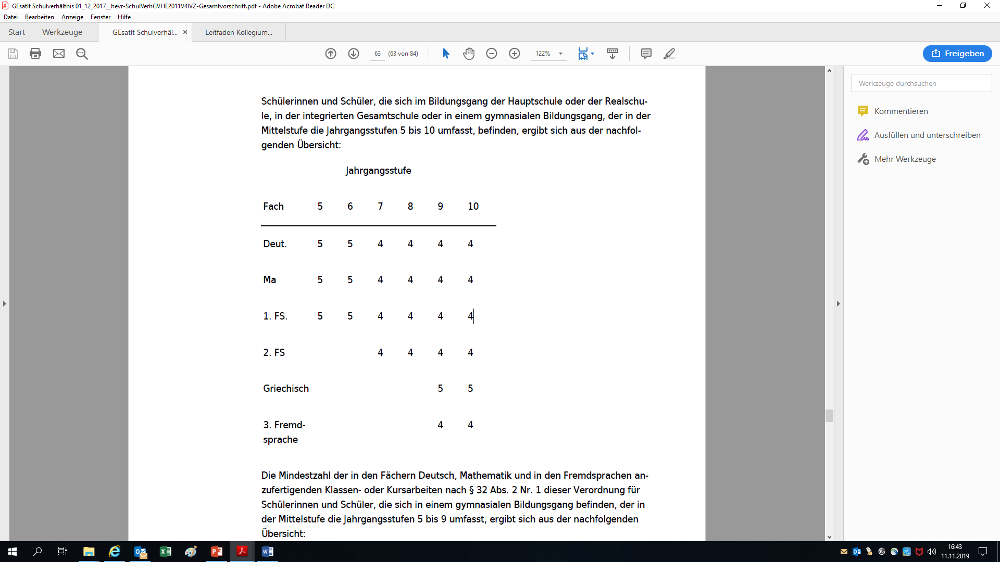 GEsatlt Schulverhältnis 01_12_2017__hevr-SchulVerhGVHE2011V4IVZ-Gesamtvorschrift.pdf - Adobe Acrobat Reader DC
Datei Bearbeiten Anzeige Fenster Hilfe
Start Werkzeuge GEsatlt Schulverhäl... × Leitfaden Kollegium...
63 (63 von 84) 122% Freigeben
Werkzeuge durchsuchen
Kommentieren
Ausfüllen und unterschreiben
Mehr Werkzeuge
Schülerinnen und Schüler, die sich im Bildungsgang der Hauptschule oder der Realschu-
le, in der integrierten Gesamtschule oder in einem gymnasialen Bildungsgang, der in der
Mittelstufe die Jahrgangsstufen 5 bis 10 umfasst, befinden, ergibt sich aus der nachfol-
genden Übersicht:
Jahrgangsstufe
Fach 5 6 7 8 9 10
Deut. 5 5 4 4 4 4
Ma 5 5 4 4 4 4
1. FS. 5 5 4 4 4 4
2. FS 4 4 4 4
Griechisch 5 5
3. Fremd- 4 4
sprache
Die Mindestzahl der in den Fächern Deutsch, Mathematik und in den Fremdsprachen an-
zufertigenden Klassen- oder Kursarbeiten nach § 32 Abs. 2 Nr. 1 dieser Verordnung für
Schülerinnen und Schüler, die sich in einem gymnasialen Bildungsgang befinden, der in
der Mittelstufe die Jahrgangsstufen 5 bis 9 umfasst, ergibt sich aus der nachfolgenden
Übersicht:
16:43
11.11.2019